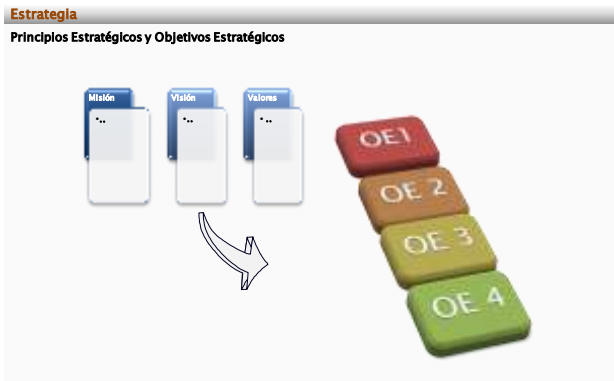 Estrategia
Principios Estratégicos y Objetivos Estratégicos
Misión
Visión
Valores
•..
•..
•..
OE1
OE 2
OE 3
OE 4